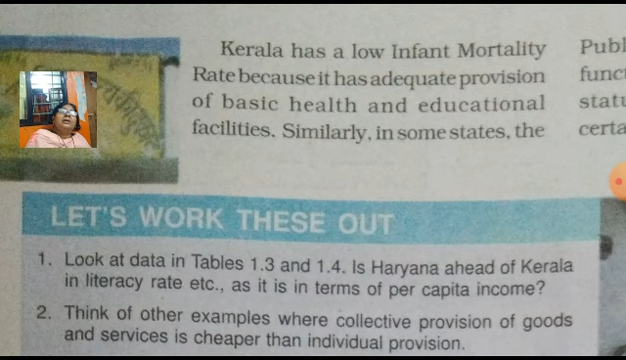 Kerala has a low Infant Mortality
Rate because it has adequate provision
of basic health and educational
facilities. Similarly, in some states, the
Publ
funct
statu
certa
LET'S WORK THESE OUT
1. Look at data in Tables 1.3 and 1.4. Is Haryana ahead of Kerala
in literacy rate etc., as it is in terms of per capita income?
2. Think of other examples where collective provision of goods
and services is cheaper than individual provision.